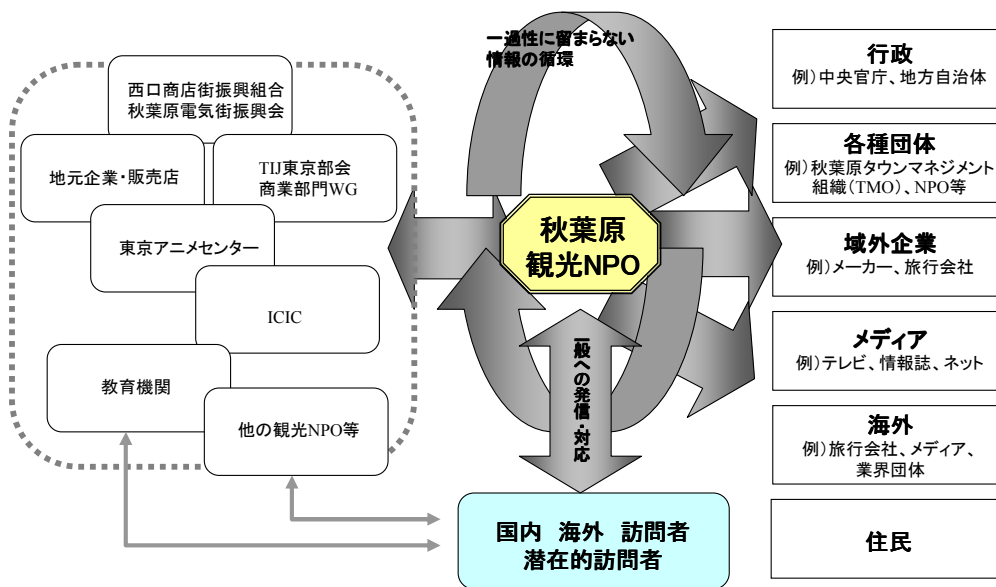 一過性に留まらない
情報の循環
西口商店街振興組合
秋葉原電気街振興会
地元企業・販売店
TIJ東京部会
商業部門WG
東京アニメセンター
ICIC
教育機関
他の観光NPO等
秋葉原
観光NPO
一般への発信・対応
国内 海外 訪問者
潜在的訪問者
行政
例)中央官庁、地方自治体
各種団体
例)秋葉原タウンマネジメント
組織(TMO)、NPO等
域外企業
例)メーカー、旅行会社
メディア
例)テレビ、情報誌、ネット
海外
例)旅行会社、メディア、
業界団体
住民